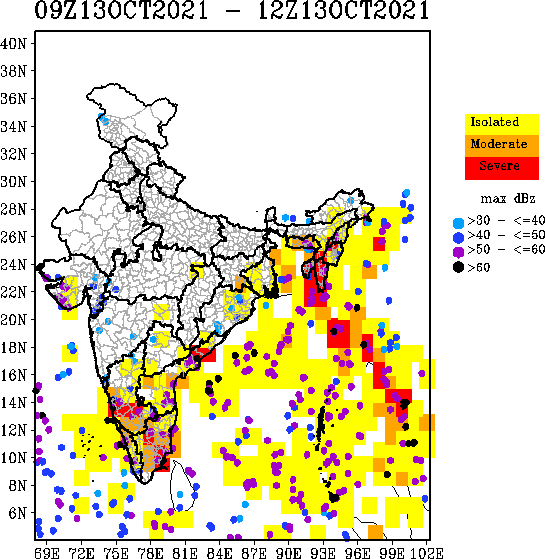 09Z13OCT2021 - 12Z13OCT2021
40N
38N
36N
34N
32N
30N
28N
26N
24N
22N
20N
18N
16N
14N
12N
10N
8N
6N
69E 72E 75E 78E 81E 84E 87E 90E 93E 96E 99E 102E
Isolated
Moderate
Severe
max dBz
>30 - <=40
>40 - <=50
>50 - <=60
>60